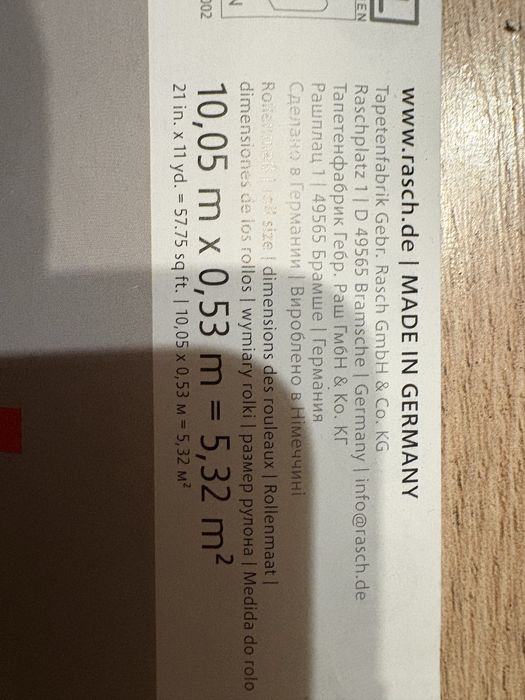 EN
N
002
www.rasch.de | MADE IN GERMANY
Tapetenfabrik Gebr. Rasch GmbH & Co. KG
Raschplatz 1 | D 49565 Bramsche | Germany | info@rasch.de
Тапетенфабрик Гебр. Раш ГмбН & Ко. КГ
Рашплац 1 | 49565 Брамше | Германия
Сделано в Германии | Вироблено в Німеччині
size | dimensions des rouleaux | Rollenmaat |
dimensiones de los rollos | wymiary rolki | размер рулона | Medida do rolo
10,05 m x 0,53 m = 5,32 m²
21 in. x 11 yd. = 57.75 sq ft. | 10,05 x 0,53 м = 5,32 м²